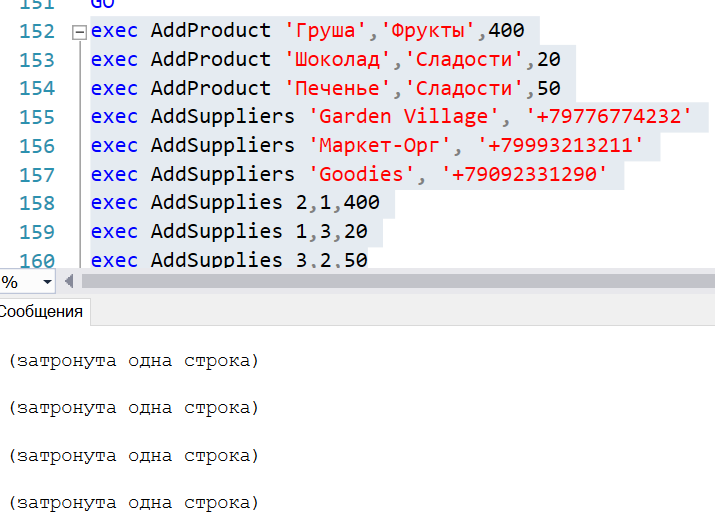 151 GO
152 exec AddProduct 'Груша','Фрукты',400
153 exec AddProduct 'Шоколад','Сладости',20
154 exec AddProduct 'Печенье','Сладости',50
155 exec AddSuppliers 'Garden Village', '+79776774232'
156 exec AddSuppliers 'Маркет-Орг', '+79993213211'
157 exec AddSuppliers 'Goodies', '+79092331290'
158 exec AddSupplies 2,1,400
159 exec AddSupplies 1,3,20
160 exec AddSupplies 3,2,50
%
Сообщения
(затронута одна строка)
(затронута одна строка)
(затронута одна строка)
(затронута одна строка)